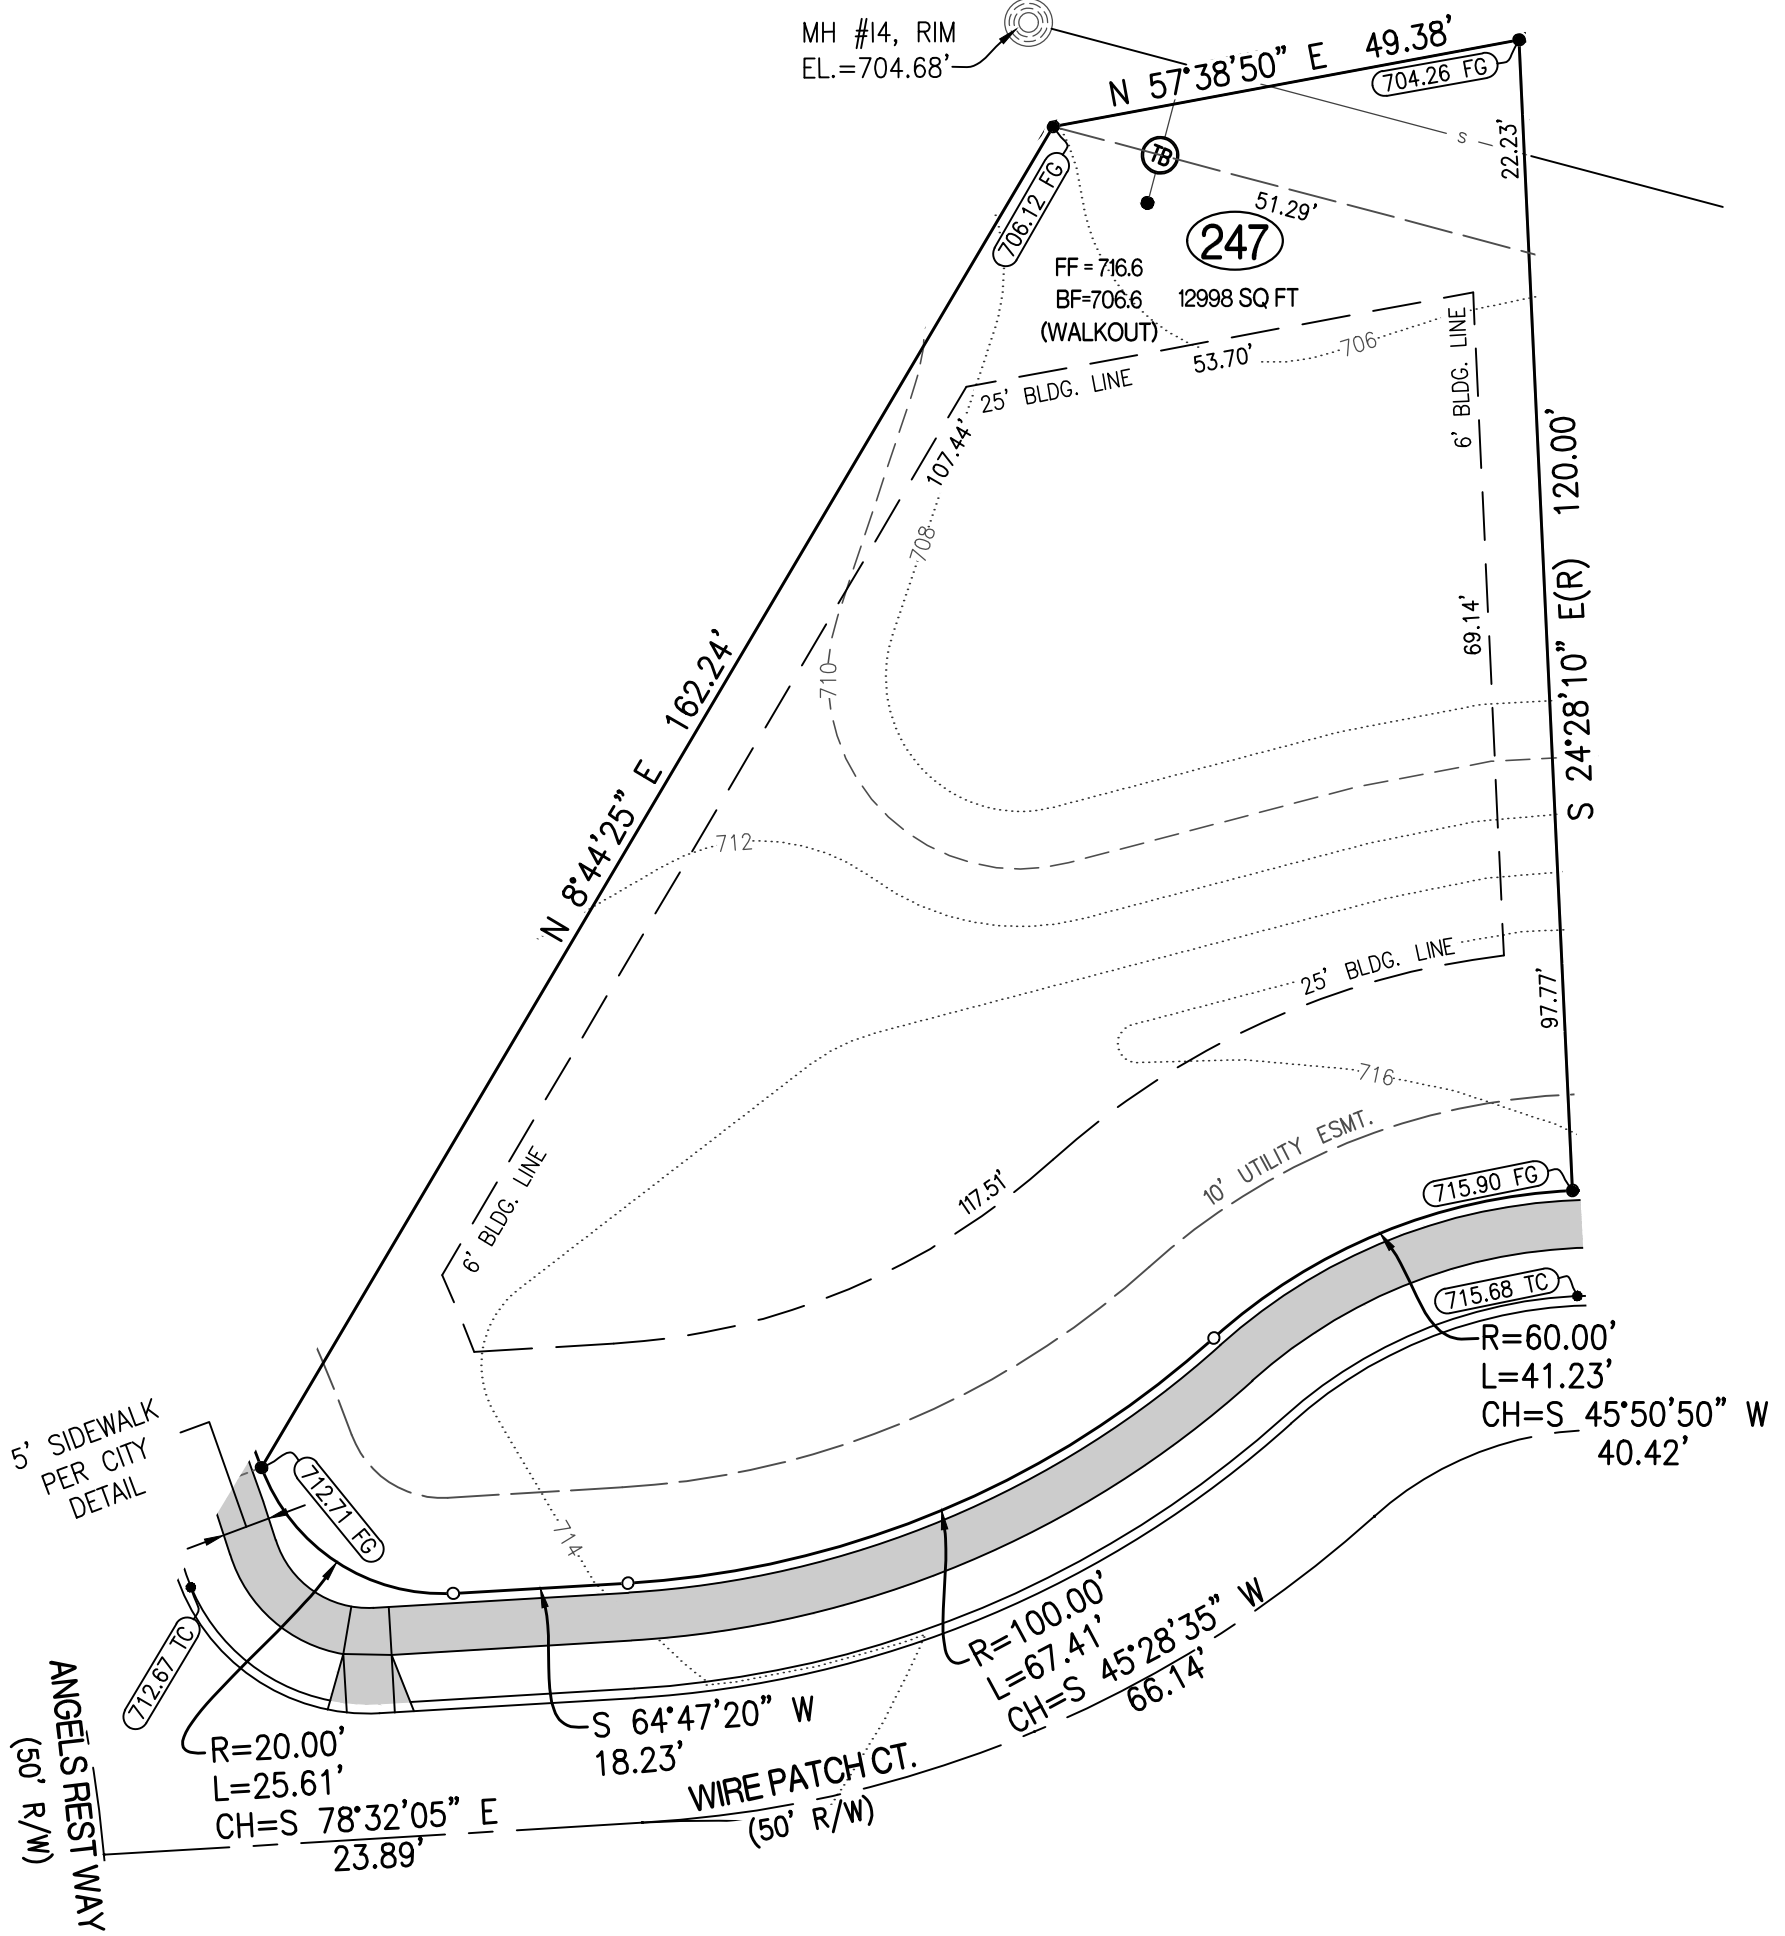 MH #14, RIM
EL.=704.68'
N 57°38'50" E 49.38'
704.26 FG
22.23'
S
TB
706.12 FG
51.29'
247
FF = 716.6
BF=706.6
(WALKOUT)
12998 SQ FT
53.70'
706
25' BLDG. LINE
6' BLDG. LINE
107.44'
708
S 24°28'10" E(R) 120.00'
69.14'
N 8°44'25" E 162.24'
710
712
25' BLDG. LINE
97.77'
716
10' UTILITY ESMT.
117.51'
6' BLDG. LINE
715.90 FG
715.68 TC
R=60.00'
L=41.23'
CH=S 45°50'50" W
40.42'
5' SIDEWALK
PER CITY
DETAIL
712.71 FG
714
712.67 TC
R=100.00'
L=67.41'
CH=S 45°28'35" W
66.14'
S 64°47'20" W
18.23'
R=20.00'
L=25.61'
CH=S 78°32'05" E
23.89'
WIRE PATCH CT.
(50' R/W)
ANGELS REST WAY
(50' R/W)